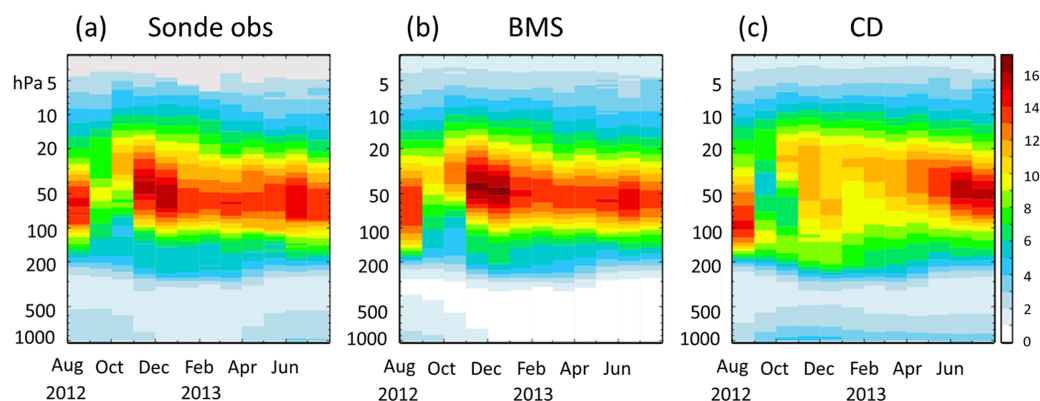 (a) Sonde obs (b) BMS (c) CD
hPa 5 5 5 16
10 10 10 14
20 20 20 12
50 50 50 10
100 100 100 8
200 200 200 6
500 500 500 4
2
1000 1000 1000 0
Aug Oct Dec Feb Apr Jun Aug Oct Dec Feb Apr Jun Aug Oct Dec Feb Apr Jun
2012 2013 2012 2013 2012 2013